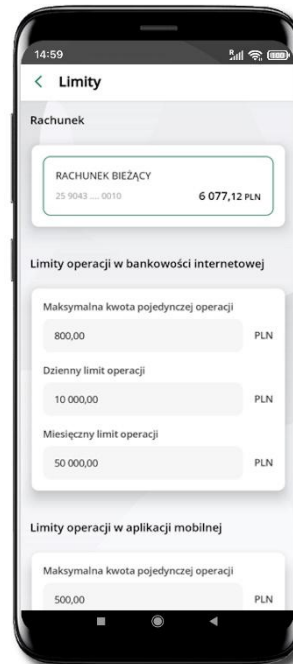 14:59
Limity
Rachunek
RACHUNEK BIEŻĄCY
25 9043 .... 0010 6 077,12 PLN
Limity operacji w bankowości internetowej
Maksymalna kwota pojedynczej operacji
800,00 PLN
Dzienny limit operacji
10 000,00 PLN
Miesięczny limit operacji
50 000,00 PLN
Limity operacji w aplikacji mobilnej
Maksymalna kwota pojedynczej operacji
500,00 PLN